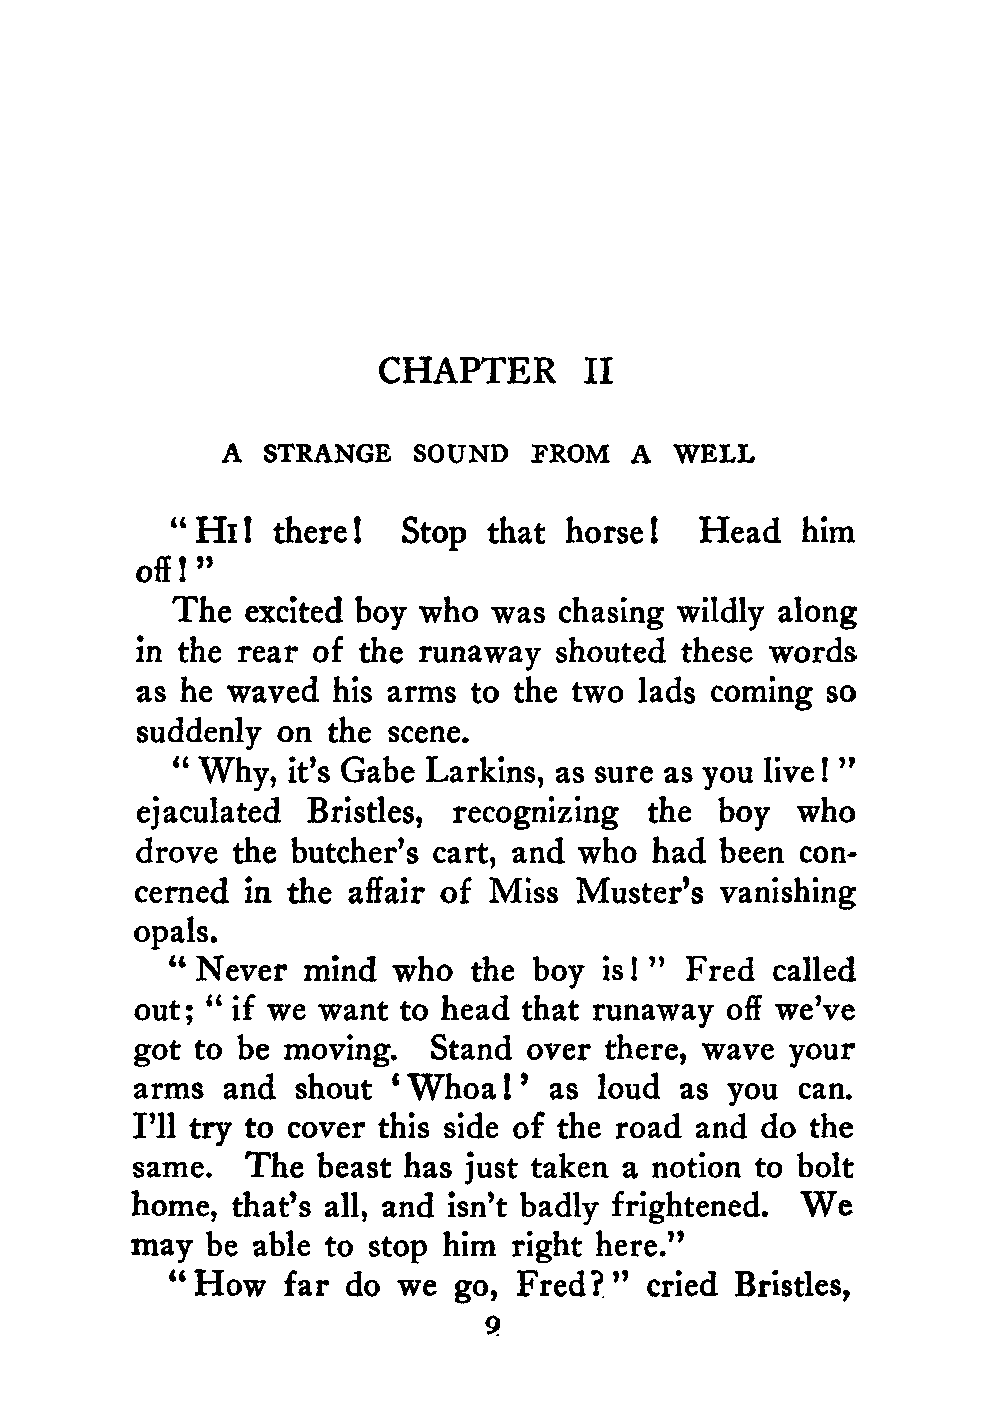 CHAPTER II
A STRANGE SOUND FROM A WELL
“ HI! there! Stop that horse! Head him
off! ”
The excited boy who was chasing wildly along
in the rear of the runaway shouted these words
as he waved his arms to the two lads coming so
suddenly on the scene.
“ Why, it’s Gabe Larkins, as sure as you live! ”
ejaculated Bristles, recognizing the boy who
drove the butcher’s cart, and who had been con-
cerned in the affair of Miss Muster’s vanishing
opals.
“ Never mind who the boy is! ” Fred called
out; “ if we want to head that runaway off we’ve
got to be moving. Stand over there, wave your
arms and shout ‘ Whoa! ’ as loud as you can.
I’ll try to cover this side of the road and do the
same. The beast has just taken a notion to bolt
home, that’s all, and isn’t badly frightened. We
may be able to stop him right here.”
“ How far do we go, Fred? ” cried Bristles,
9